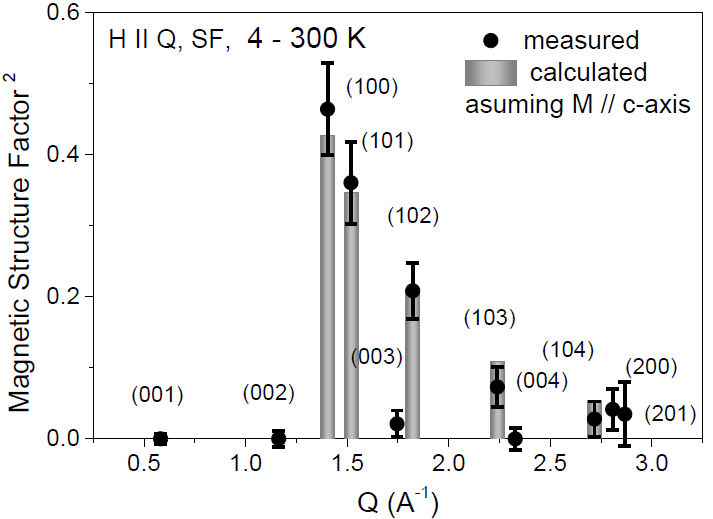 0.6
H II Q, SF, 4 - 300 K
measured
calculated
asuming M // c-axis
(100)
(101)
0.4
(102)
0.2
(103)
(003)
(104)
(004)
(200)
(001)
(002)
(201)
0.0
0.5 1.0 1.5 2.0 2.5 3.0
Q (A-1)
Magnetic Structure Factor 2